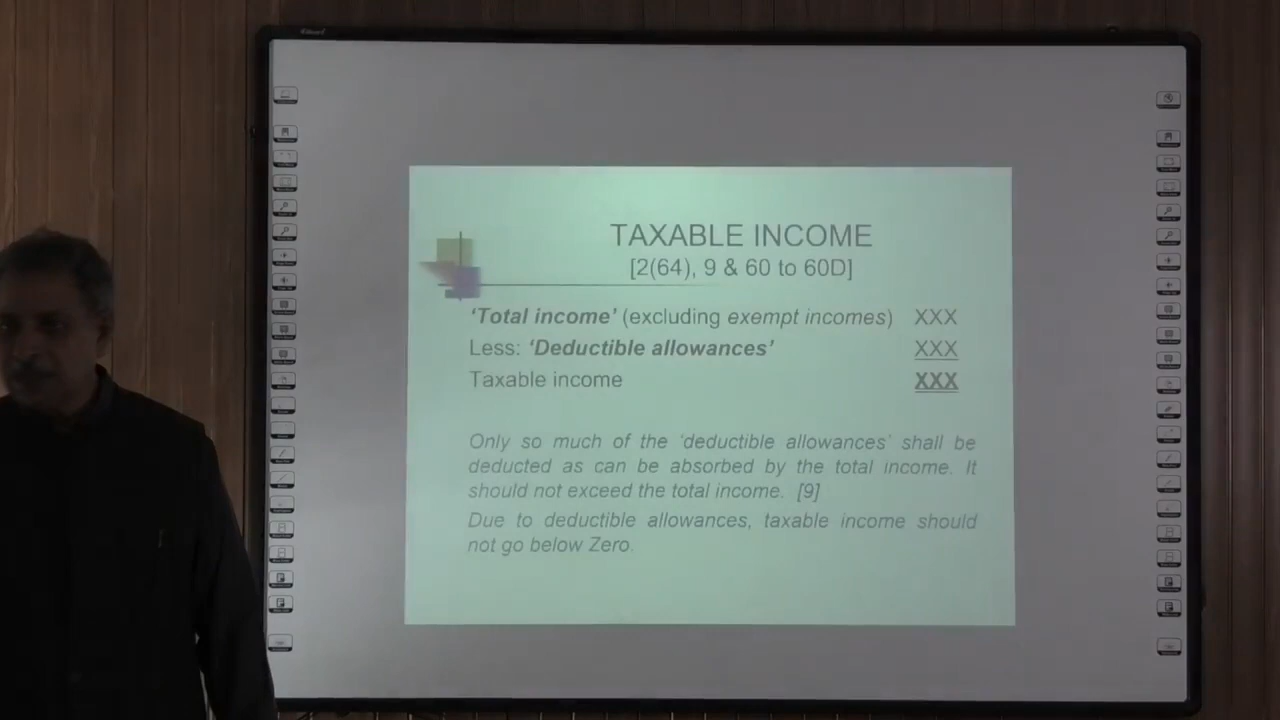 TAXABLE INCOME
[2(64), 9 & 60 to 60D]
‘Total income’ (excluding exempt incomes) XXX
Less: ‘Deductible allowances’ XXX
Taxable income XXX
Only so much of the ‘deductible allowances’ shall be
deducted as can be absorbed by the total income. It
should not exceed the total income. [9]
Due to deductible allowances, taxable income should
not go below Zero.